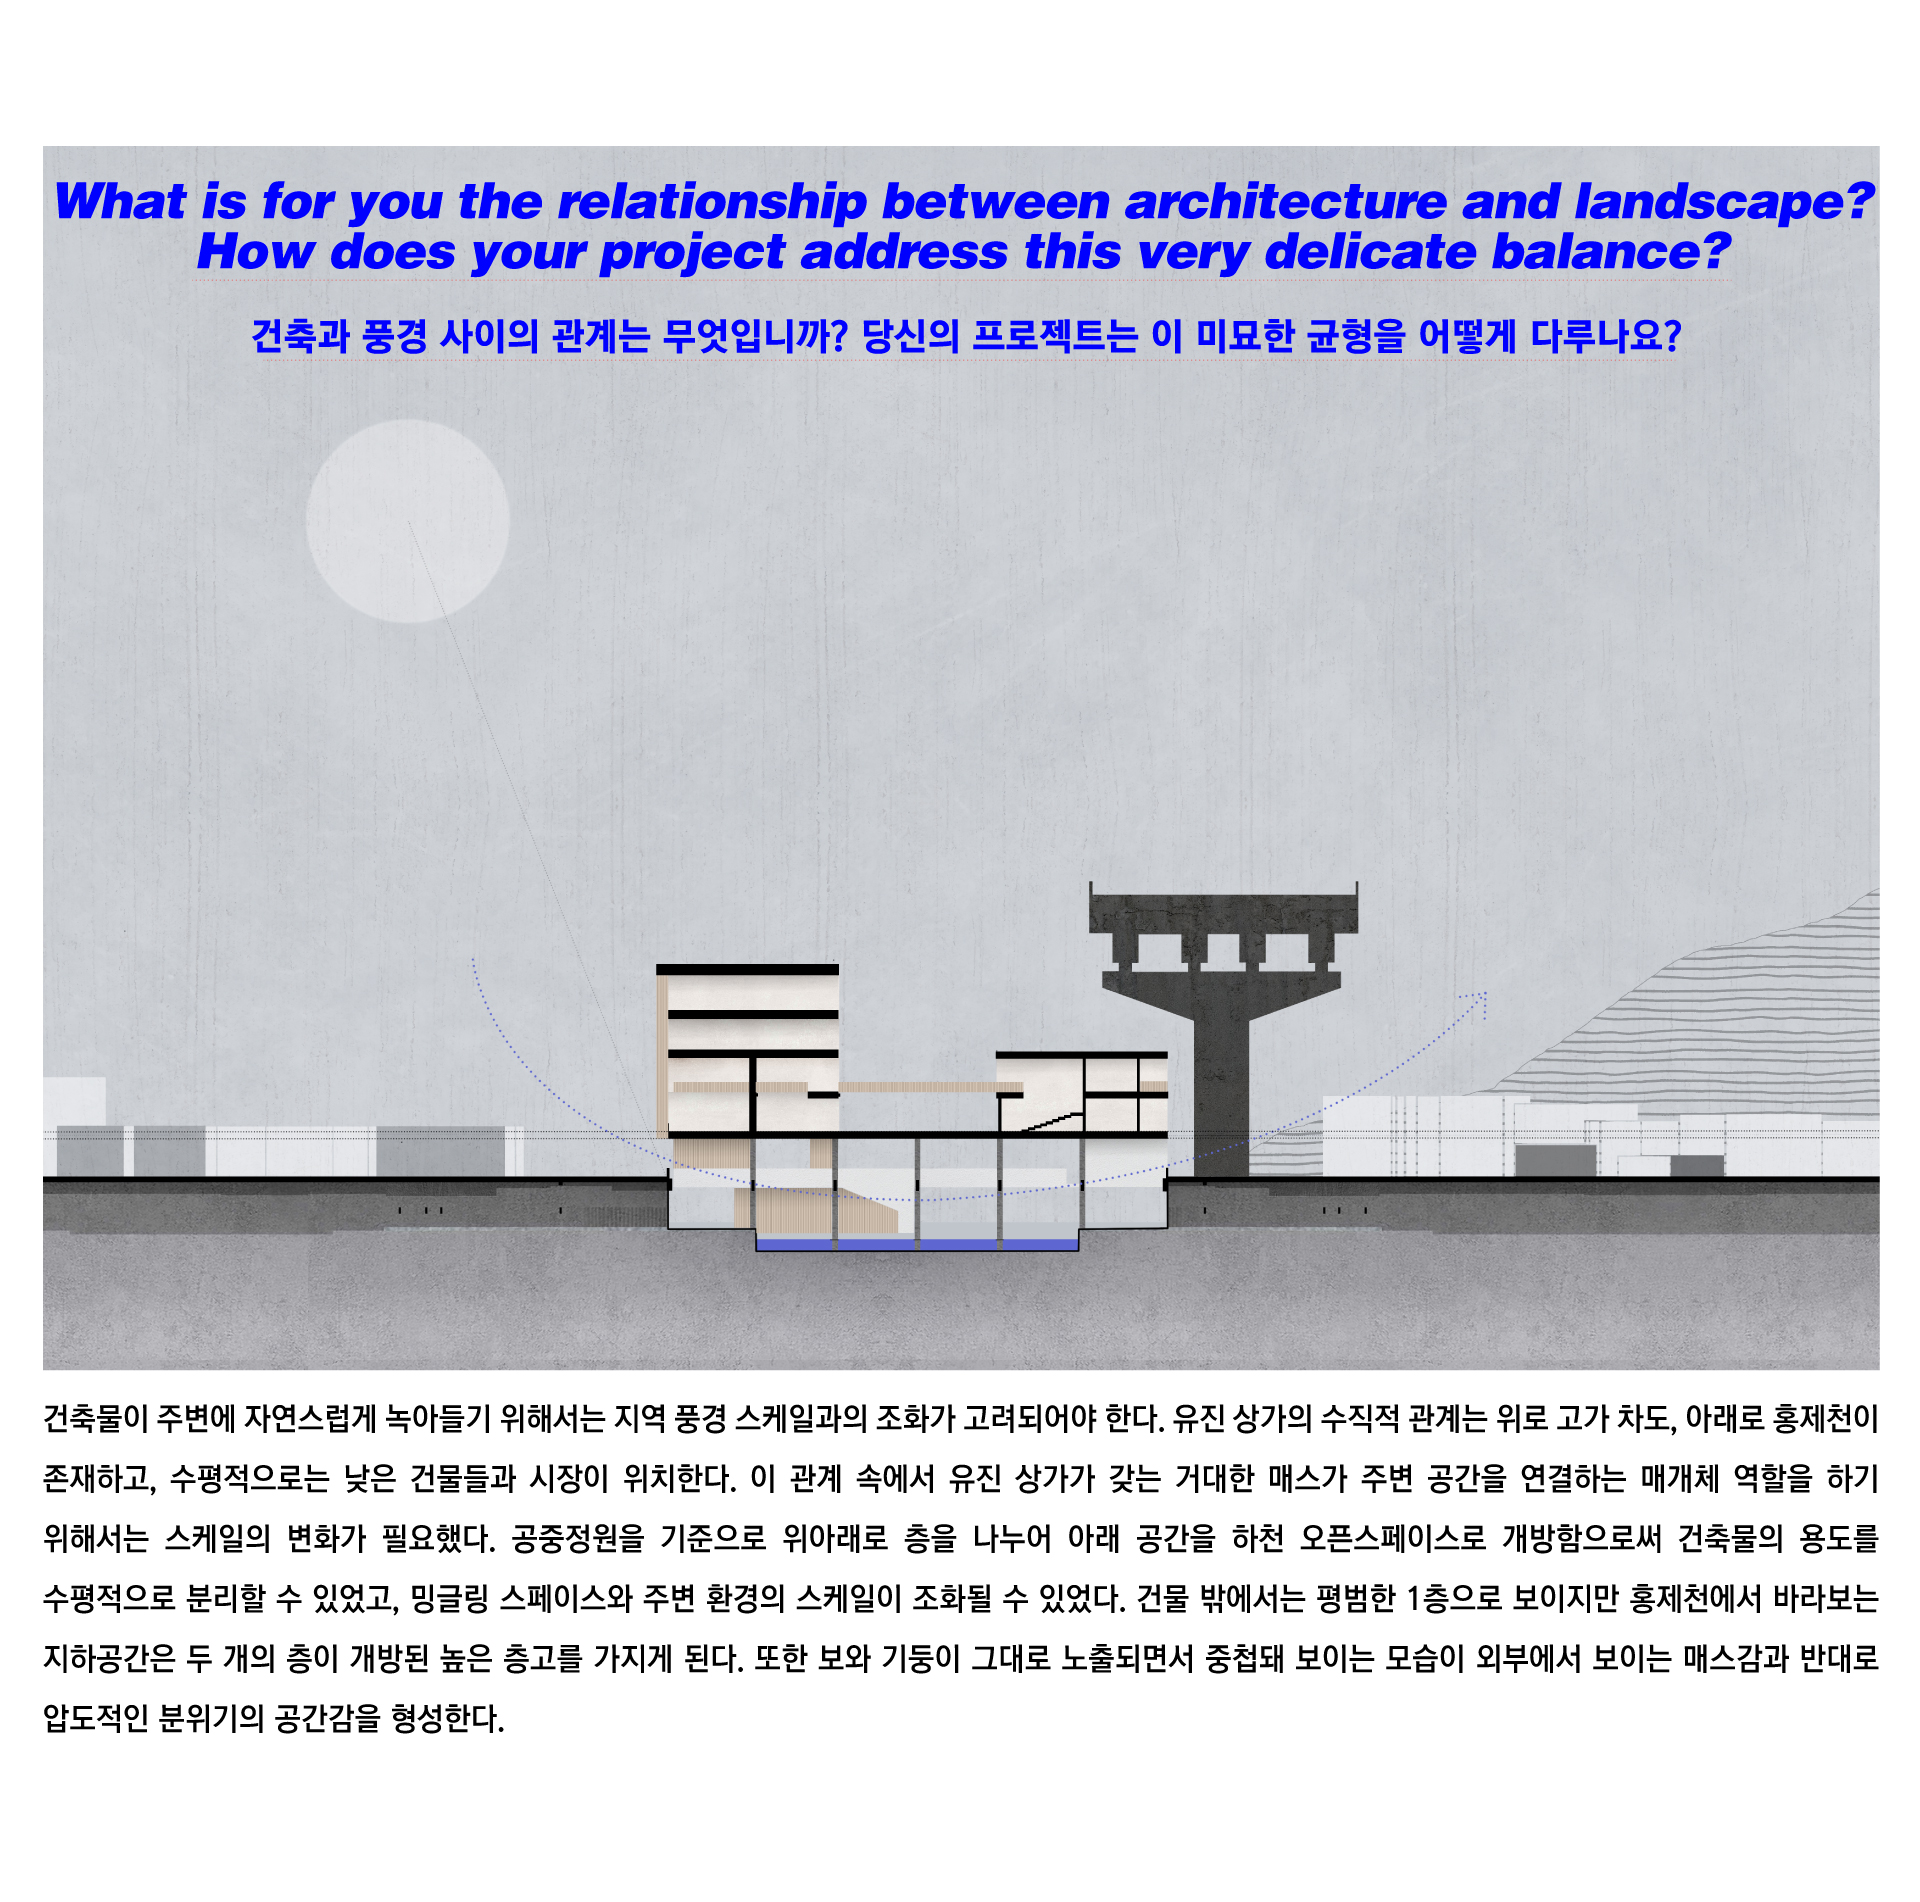 What is for you the relationship between architecture and landscape?
How does your project address this very delicate balance?
건축과 풍경 사이의 관계는 무엇입니까? 당신의 프로젝트는 이 미묘한 균형을 어떻게 다루나요?
건축물이 주변에 자연스럽게 녹아들기 위해서는 지역 풍경 스케일과의 조화가 고려되어야 한다. 유진 상가의 수직적 관계는 위로 고가 차도, 아래로 홍제천이
존재하고, 수평적으로는 낮은 건물들과 시장이 위치한다. 이 관계 속에서 유진 상가가 갖는 거대한 매스가 주변 공간을 연결하는 매개체 역할을 하기
위해서는 스케일의 변화가 필요했다. 공중정원을 기준으로 위아래로 층을 나누어 아래 공간을 하천 오픈스페이스로 개방함으로써 건축물의 용도를
수평적으로 분리할 수 있었고, 밍글링 스페이스와 주변 환경의 스케일이 조화될 수 있었다. 건물 밖에서는 평범한 1층으로 보이지만 홍제천에서 바라보는
지하공간은 두 개의 층이 개방된 높은 층고를 가지게 된다. 또한 보와 기둥이 그대로 노출되면서 중첩돼 보이는 모습이 외부에서 보이는 매스감과 반대로
압도적인 분위기의 공간감을 형성한다.